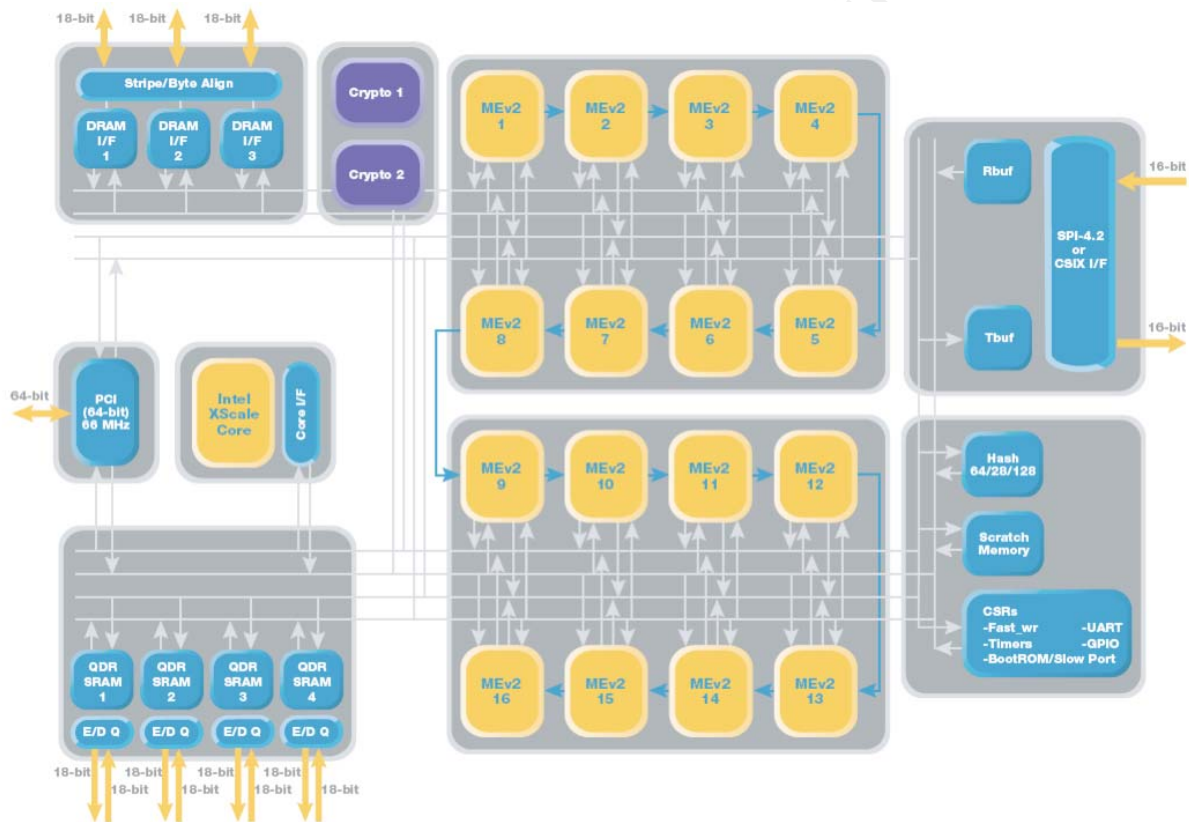 18-bit
18-bit
18-bit
Stripe/Byte Align
DRAM
I/F
1
DRAM
I/F
2
DRAM
I/F
3
Crypto 1
Crypto 2
MEv2
1
MEv2
2
MEv2
3
MEv2
4
MEv2
8
MEv2
7
MEv2
6
MEv2
5
Rbuf
Tbuf
SPI-4.2
or
CSIX I/F
16-bit
16-bit
64-bit
PCI
(64-bit)
66 MHz
Intel
XScale
Core
Core I/F
MEv2
9
MEv2
10
MEv2
11
MEv2
12
MEv2
16
MEv2
15
MEv2
14
MEv2
13
Hash
64/28/128
Scratch
Memory
CSRs
-Fast_wr
-UART
-Timers
-GPIO
-BootROM/Slow Port
QDR
SRAM
1
QDR
SRAM
2
QDR
SRAM
3
QDR
SRAM
4
E/D Q
E/D Q
E/D Q
E/D Q
18-bit
18-bit
18-bit
18-bit
18-bit
18-bit
18-bit
18-bit